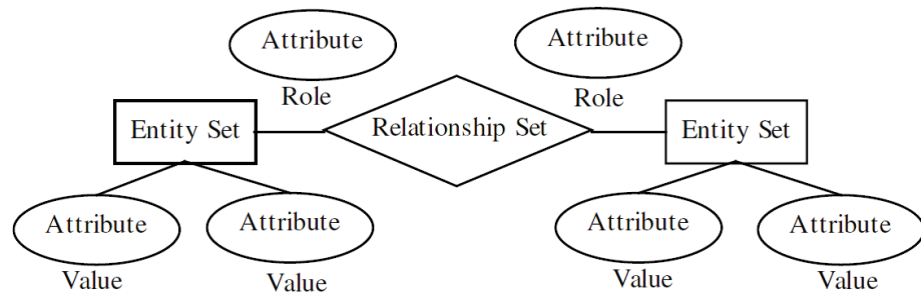 Attribute
Attribute
Role
Role
Entity Set
Relationship Set
Entity Set
Attribute
Attribute
Attribute
Attribute
Value
Value
Value
Value